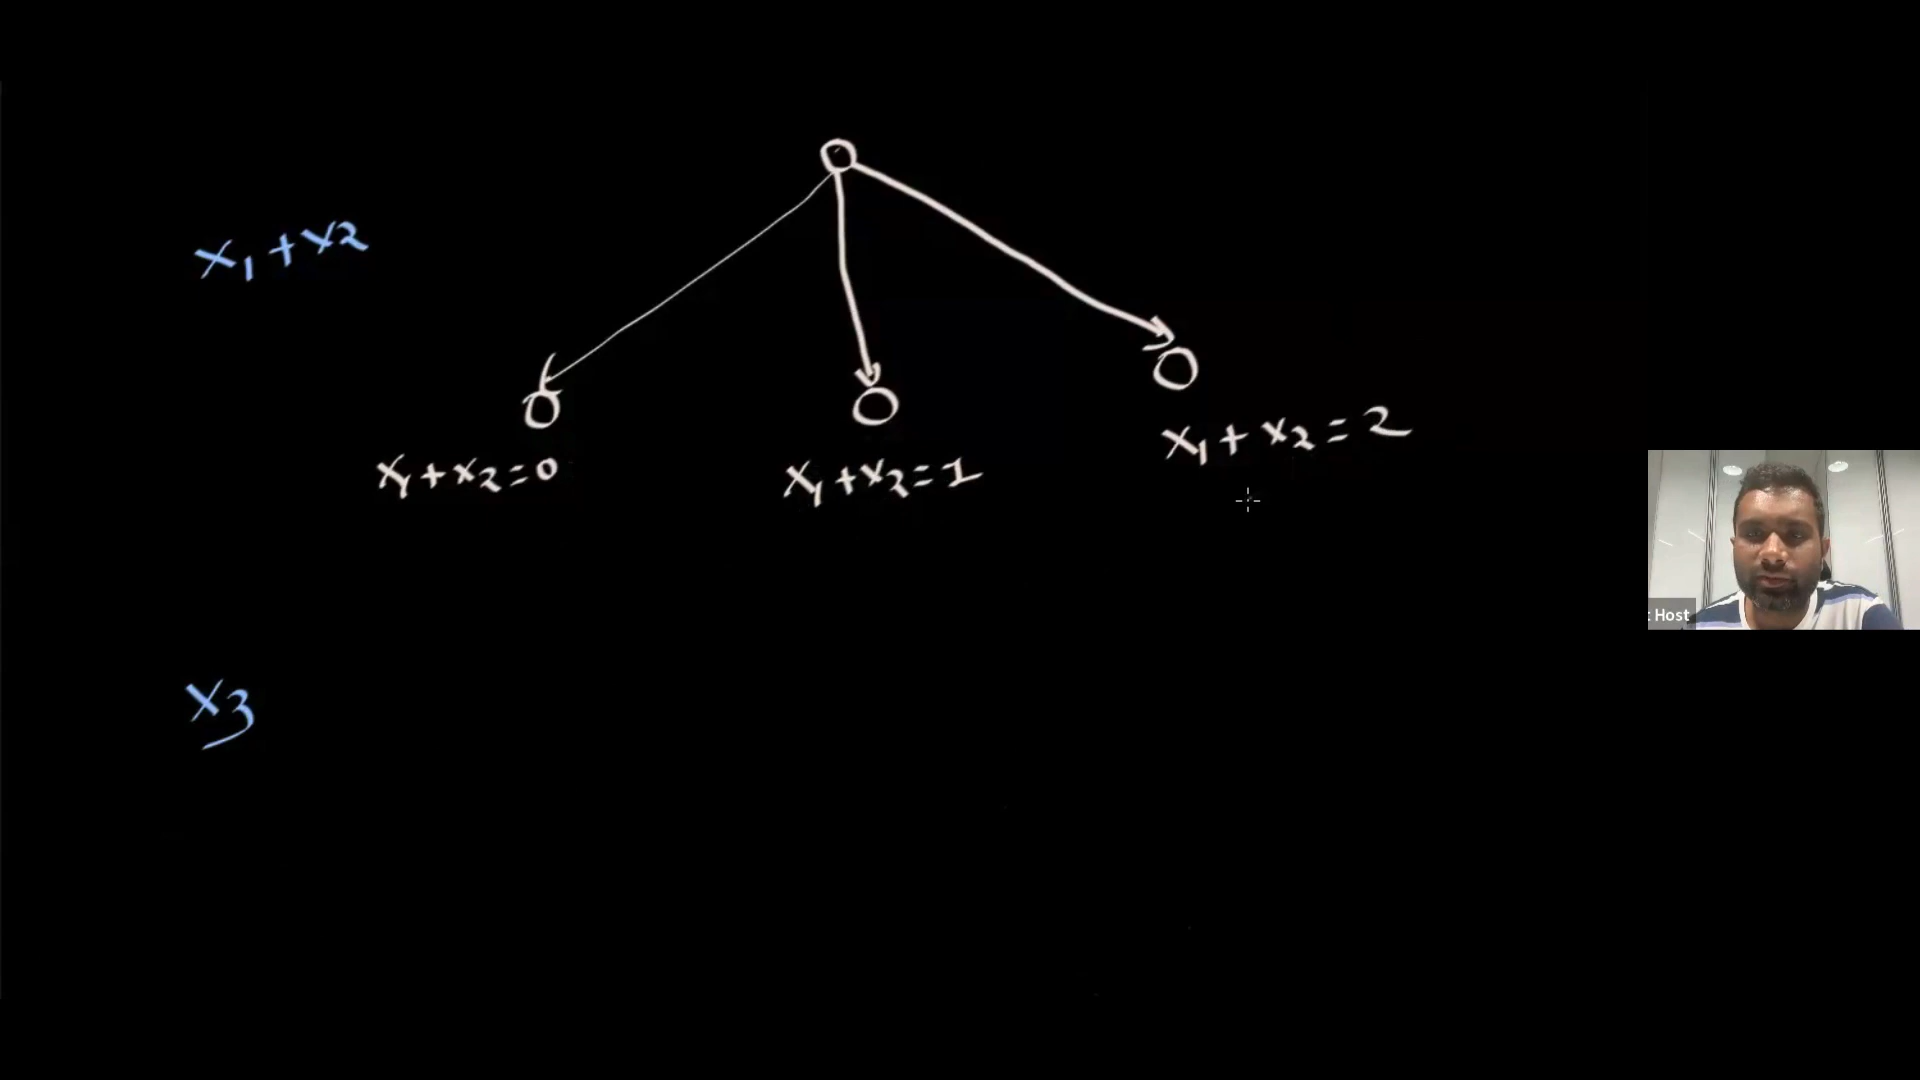 x1 + x2
x1 + x2 = 0
x1 + x2 = 1
x1 + x2 = 2
Host
x3